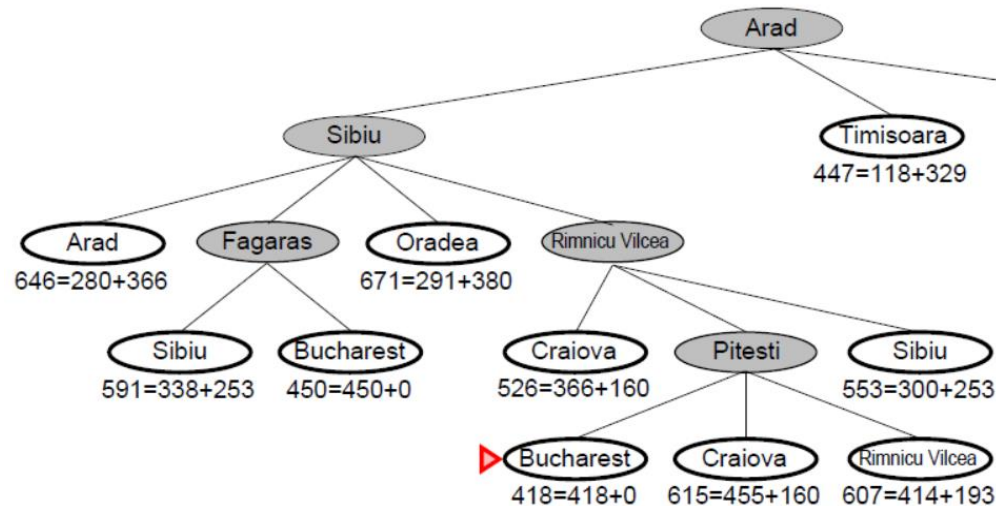 Arad
Sibiu
Timisoara
447=118+329
Arad
Fagaras
Oradea
Rimnicu Vilcea
646=280+366
671=291+380
Sibiu
Bucharest
Craiova
Pitesti
Sibiu
591=338+253
450=450+0
526=366+160
553=300+253
Bucharest
Craiova
Rimnicu Vilcea
418=418+0
615=455+160
607=414+193